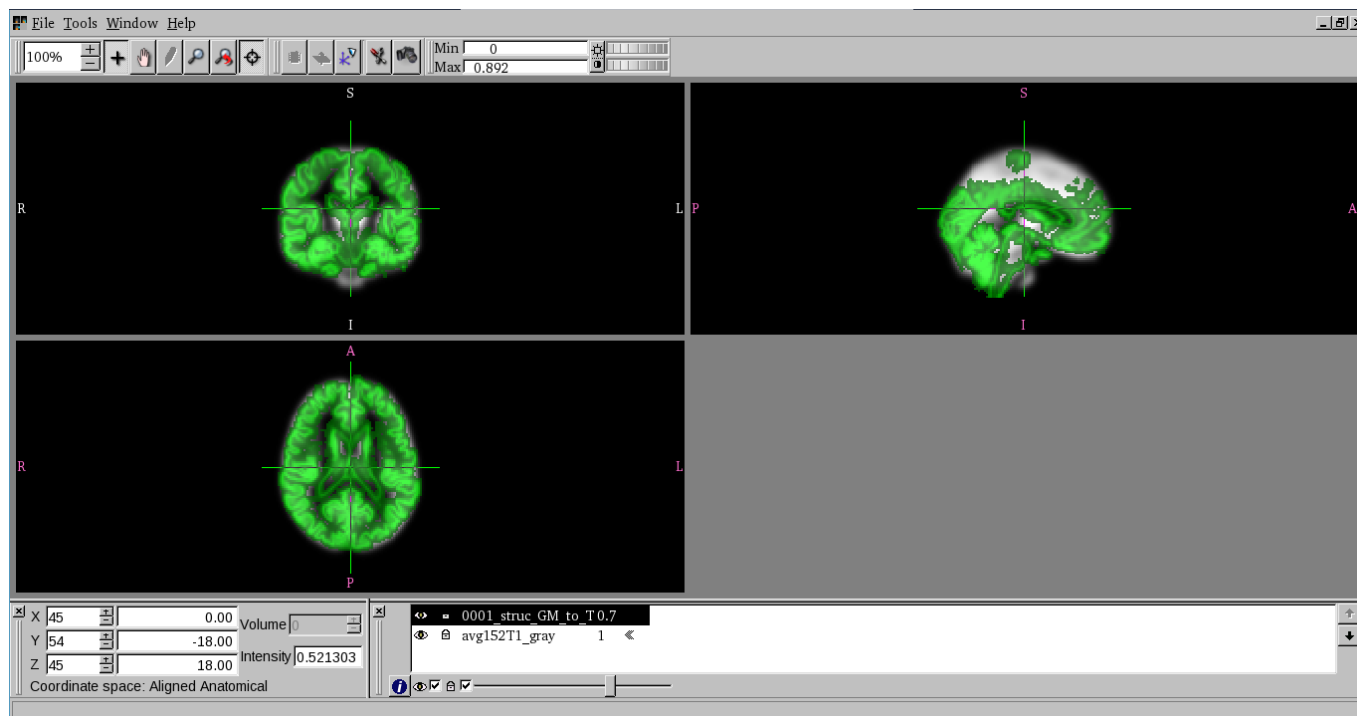 File Tools Window Help
100%
Min 0
Max 0.892
S
R
L
I
S
P
A
I
A
R
L
P
X 45 0.00
Y 54 -18.00
Z 45 18.00
Volume 0
Intensity 0.521303
Coordinate space: Aligned Anatomical
0001_struc_GM_to_T 0.7
avg152T1_gray 1